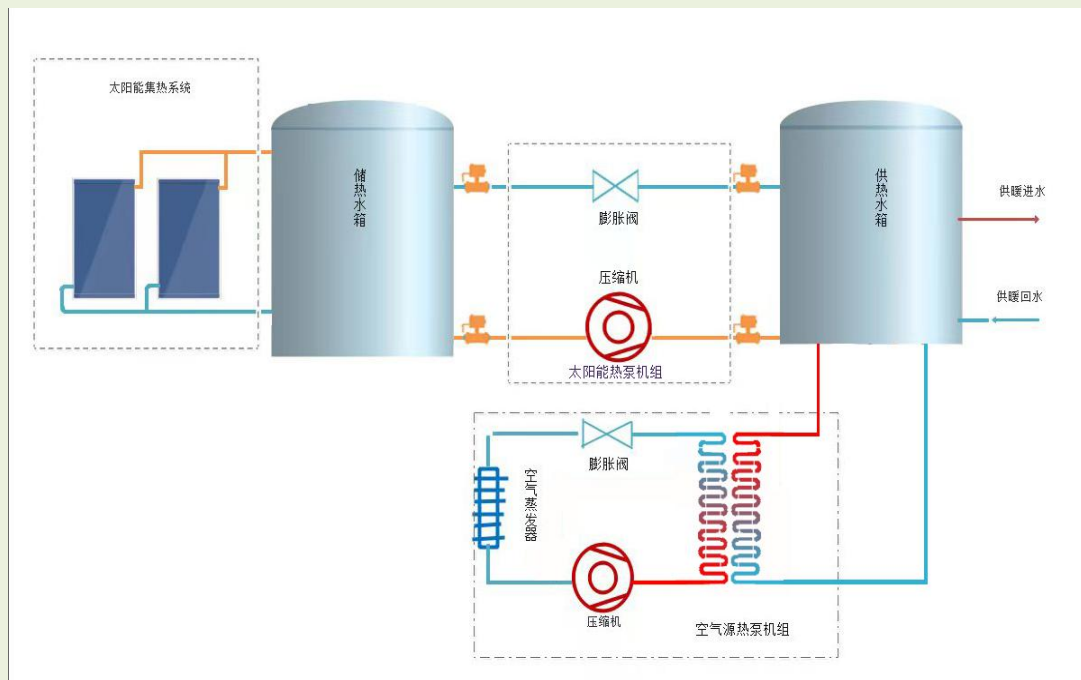 太阳能集热系统
储热水箱
供热水箱
膨胀阀
供暖进水
压缩机
供暖回水
太阳能热泵机组
膨胀阀
空气蒸发器
压缩机
空气源热泵机组